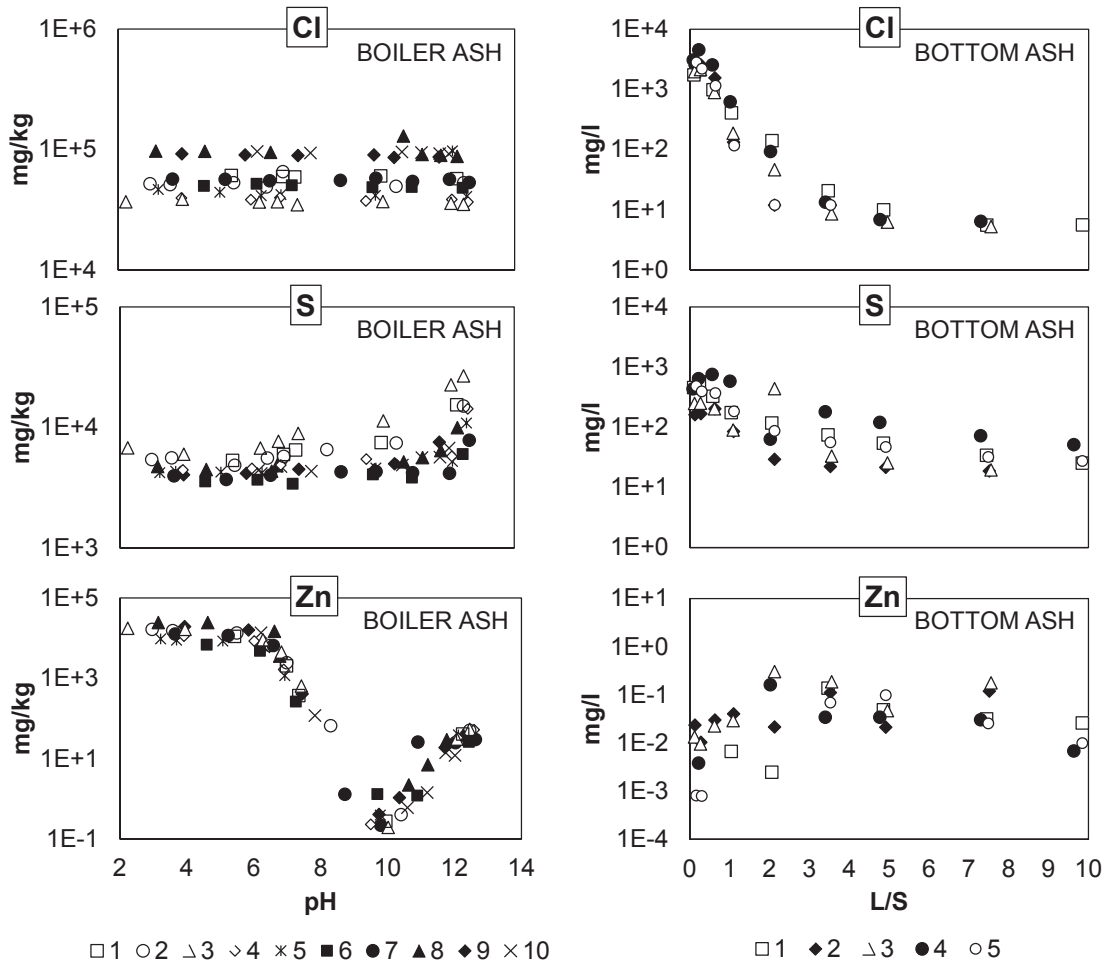 Cl
BOILER ASH
1E+6
1E+5
1E+4
mg/kg
Cl
BOTTOM ASH
1E+4
1E+3
1E+2
1E+1
1E+0
mg/l
S
BOILER ASH
1E+5
1E+4
1E+3
mg/kg
S
BOTTOM ASH
1E+4
1E+3
1E+2
1E+1
1E+0
mg/l
Zn
BOILER ASH
1E+5
1E+3
1E+1
1E-1
mg/kg
2 4 6 8 10 12 14
pH
Zn
BOTTOM ASH
1E+1
1E+0
1E-1
1E-2
1E-3
1E-4
mg/l
0 1 2 3 4 5 6 7 8 9 10
L/S
1 2 3 4 5 6 7 8 9 10
1 2 3 4 5